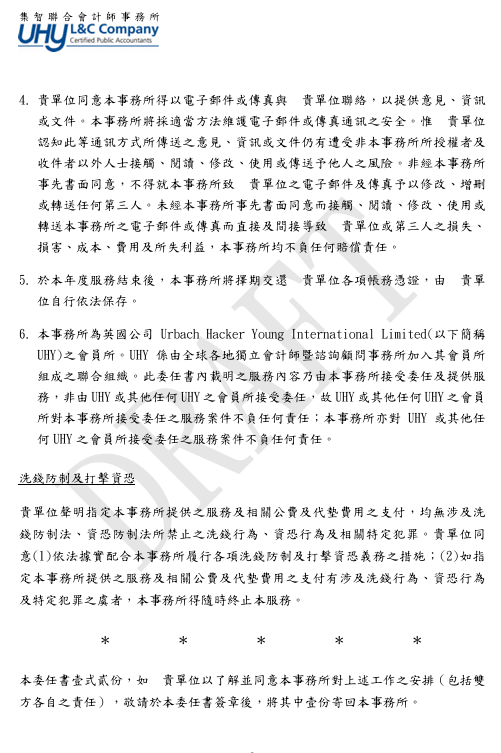 集智聯合會計師事務所
UHY L&C Company
Certified Public Accountants
4. 貴單位同意本事務所得以電子郵件或傳真與　貴單位聯絡，以提供意見、資訊
或文件。本事務所將採適當方法維護電子郵件或傳真通訊之安全。惟　貴單位
認知此等通訊方式所傳送之意見、資訊或文件仍有遭受非本事務所所授權者及
收件者以外人士接觸、閱讀、修改、使用或傳送予他人之風險。非經本事務所
事先書面同意，不得就本事務所致　貴單位之電子郵件及傳真予以修改、增刪
或轉送任何第三人。未經本事務所事先書面同意而接觸、閱讀、修改、使用或
轉送本事務所之電子郵件或傳真而直接及間接導致　貴單位或第三人之損失、
損害、成本、費用及所失利益，本事務所均不負任何賠償責任。
5. 於本年度服務結束後，本事務所將擇期交還　貴單位各項帳務憑證，由　貴單
位自行依法保存。
6. 本事務所為英國公司 Urbach Hacker Young International Limited(以下簡稱
UHY)之會員所。UHY 係由全球各地獨立會計師暨諮詢顧問事務所加入其會員所
組成之聯合組織。此委任書內載明之服務內容乃由本事務所接受委任及提供服
務，非由 UHY 或其他任何 UHY 之會員所接受委任，故 UHY 或其他任何 UHY 之會員
所對本事務所接受委任之服務案件不負任何責任；本事務所亦對 UHY 或其他任
何 UHY 之會員所接受委任之服務案件不負任何責任。
洗錢防制及打擊資恐
貴單位聲明指定本事務所提供之服務及相關公費及代墊費用之支付，均無涉及洗
錢防制法、資恐防制法所禁止之洗錢行為、資恐行為及相關特定犯罪。貴單位同
意(1)依法據實配合本事務所履行各項洗錢防制及打擊資恐義務之措施；(2)如指
定本事務所提供之服務及相關公費及代墊費用之支付有涉及洗錢行為、資恐行為
及特定犯罪之虞者，本事務所得隨時終止本服務。
* * * * *
本委任書壹式貳份，如　貴單位以了解並同意本事務所對上述工作之安排（包括雙
方各自之責任），敬請於本委任書簽章後，將其中壹份寄回本事務所。
DRAFT